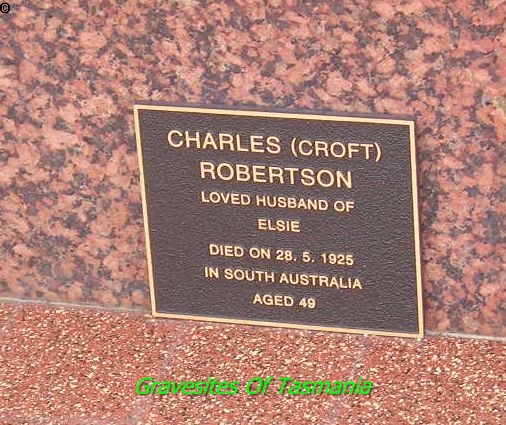 ©
CHARLES (CROFT)
ROBERTSON
LOVED HUSBAND OF
ELSIE
DIED ON 28. 5. 1925
IN SOUTH AUSTRALIA
AGED 49
Gravesites Of Tasmania